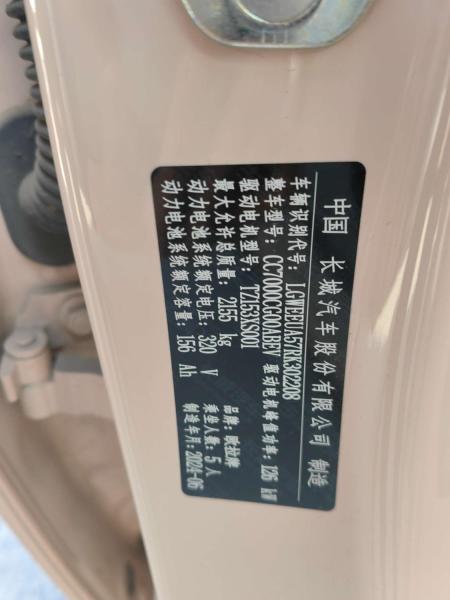 中国 长城汽车股份有限公司 制造
车辆识别代号: LGWEEUA57RH302208
整车型号: CC7000CG00ABEV 驱动电机峰值功率: 126 kW
驱动电机型号: TZ153XS001 品牌: 欧拉牌
最大允许总质量: 2155 kg 乘坐人数: 5 人
动力电池系统额定电压: 320 V 制造年月: 2024-06
动力电池系统额定容量: 156 Ah